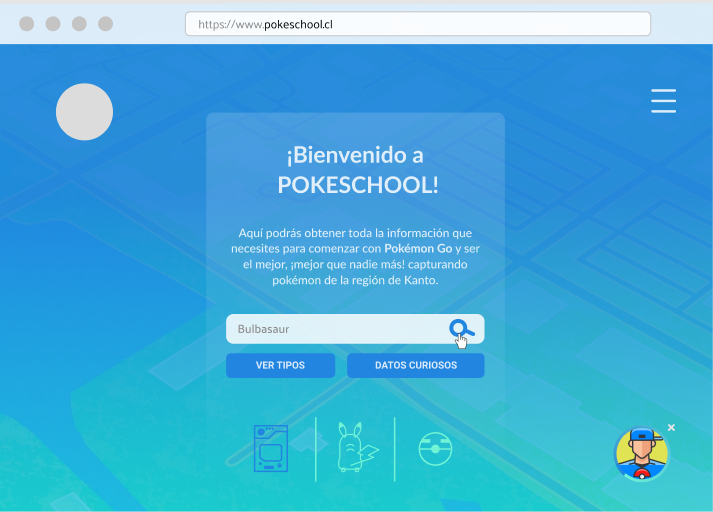 https://www.pokeschool.cl
¡Bienvenido a
POKESCHOOL!
Aquí podrás obtener toda la información que
necesites para comenzar con Pokémon Go y ser
el mejor, ¡mejor que nadie más! capturando
pokémon de la región de Kanto.
Bulbasaur
VER TIPOS
DATOS CURIOSOS